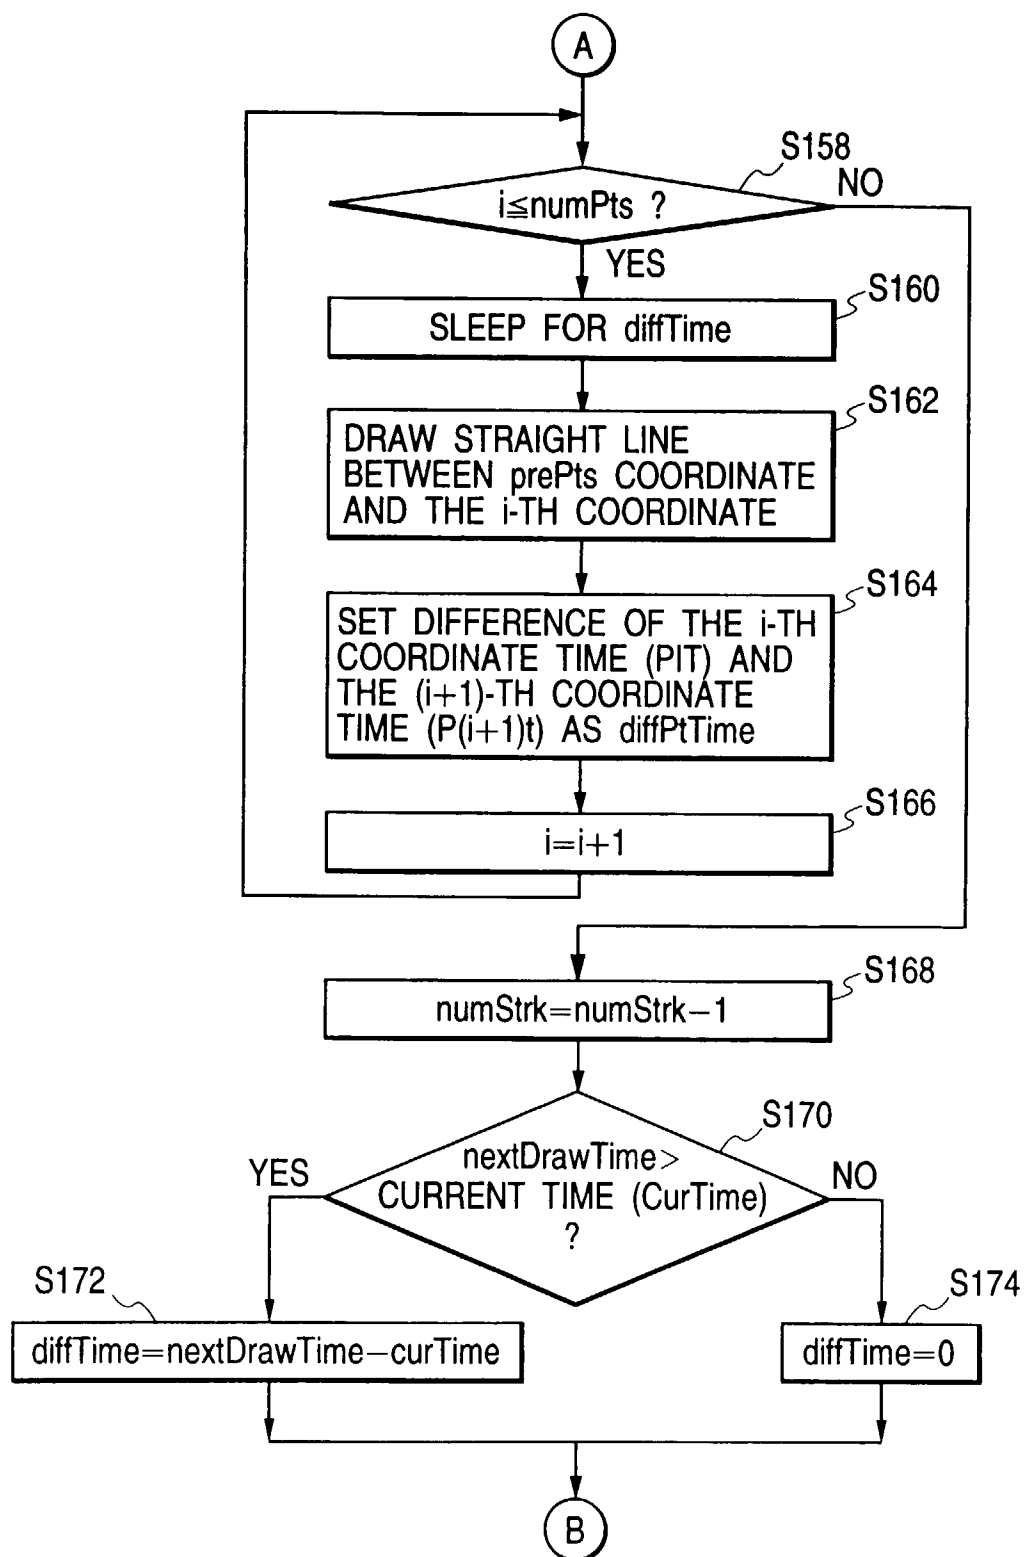 A
S158
i≦numPts ?
NO
YES
S160
SLEEP FOR diffTime
S162
DRAW STRAIGHT LINE
BETWEEN prePts COORDINATE
AND THE i-TH COORDINATE
S164
SET DIFFERENCE OF THE i-TH
COORDINATE TIME (PIT) AND
THE (i+1)-TH COORDINATE
TIME (P(i+1)t) AS diffPtTime
S166
i=i+1
S168
numStrk=numStrk−1
S170
nextDrawTime>
CURRENT TIME (CurTime)
?
YES
NO
S172
diffTime=nextDrawTime−curTime
S174
diffTime=0
B